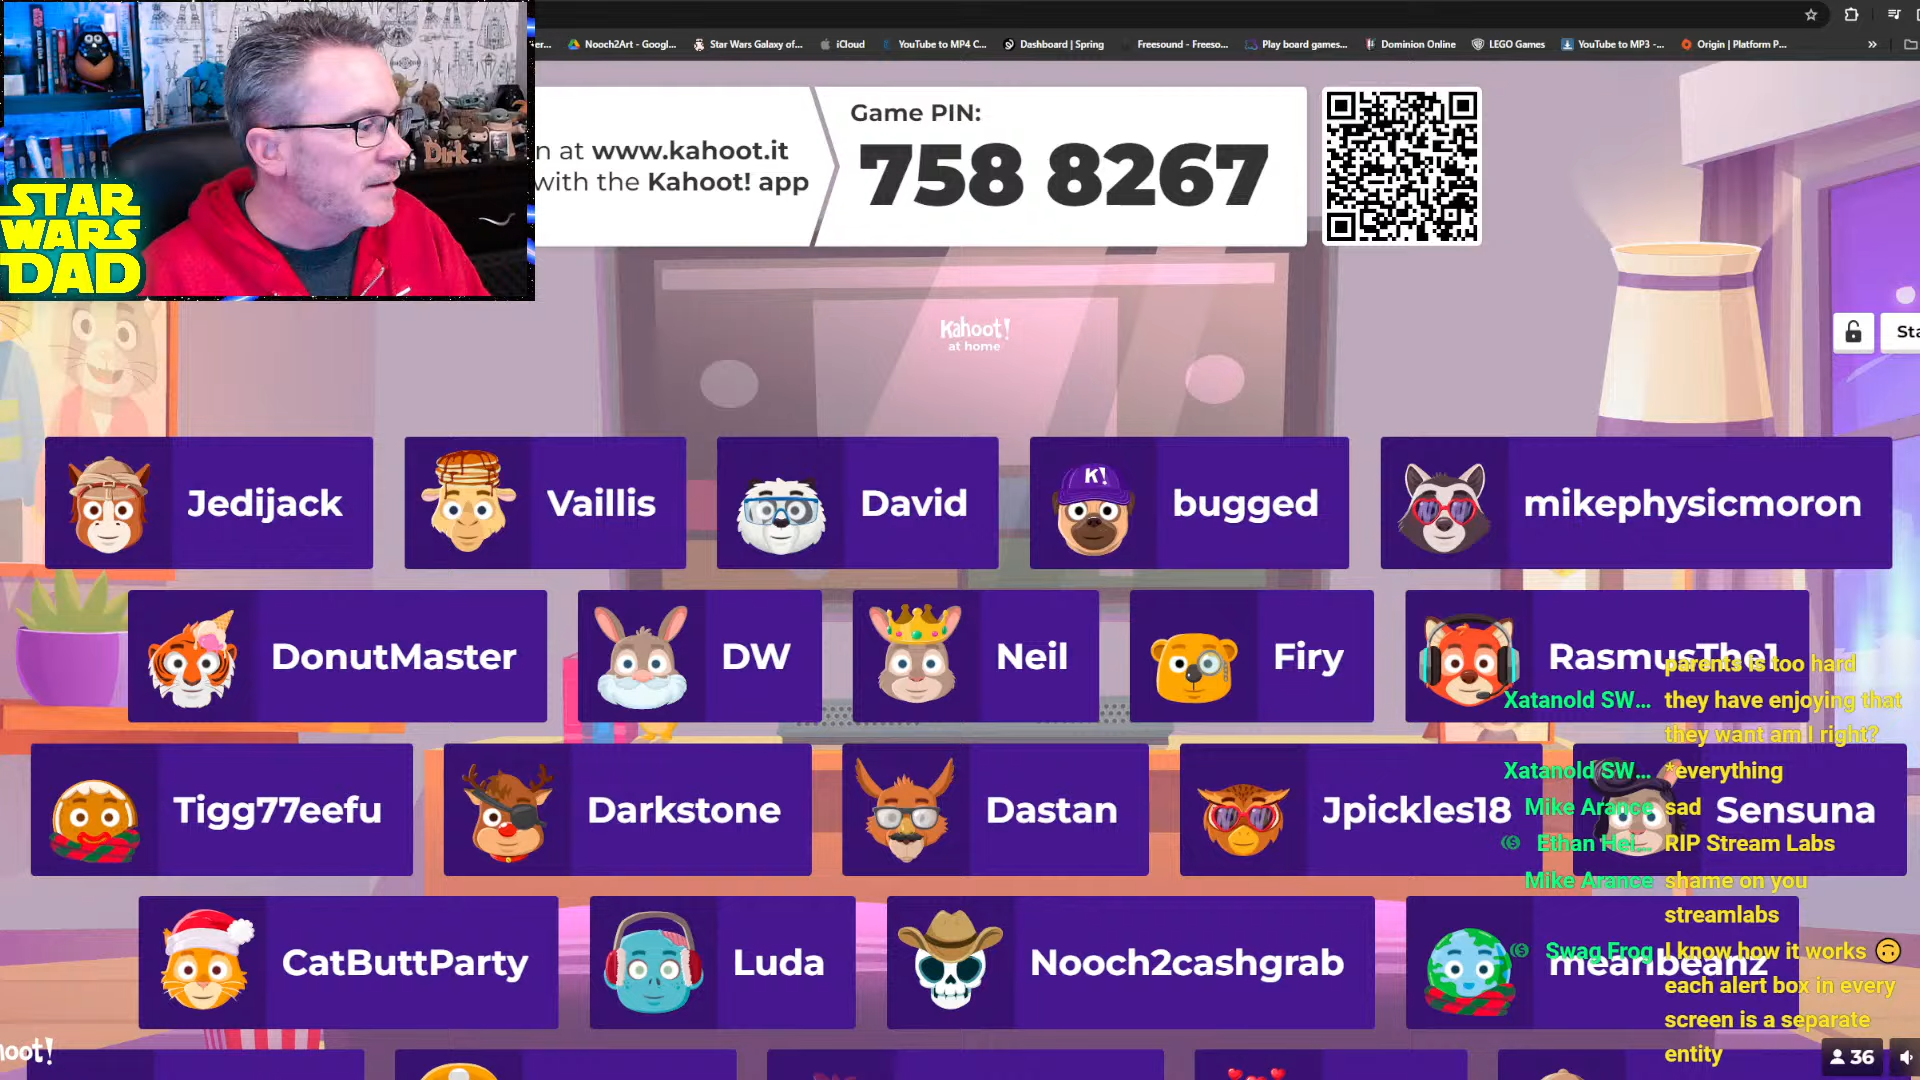 er...
Nooch2Art - Googl...
Star Wars Galaxy of...
iCloud
YouTube to MP4 C...
Dashboard | Spring
Freesound - Freeso...
Play board games...
Dominion Online
LEGO Games
YouTube to MP3 -...
Origin | Platform P...
»
STAR
WARS
DAD
Dirk
n at www.kahoot.it
with the Kahoot! app
Game PIN:
758 8267
Kahoot!
at home
Sta
Jedijack
Vaillis
David
K!
bugged
mikephysicmoron
DonutMaster
DW
Neil
Firy
RasmusThe1
Tigg77eefu
Darkstone
Dastan
Jpickles18
Sensuna
CatButtParty
Luda
Nooch2cashgrab
meanbeanz
parents is too hard
Xatanold SW... they have enjoying that
they want am I right?
Xatanold SW... *everything
Mike Arance sad
Ethan Hei... RIP Stream Labs
Mike Arance shame on you
streamlabs
Swag Frog I know how it works 🙃
each alert box in every
screen is a separate
entity
oot!
36